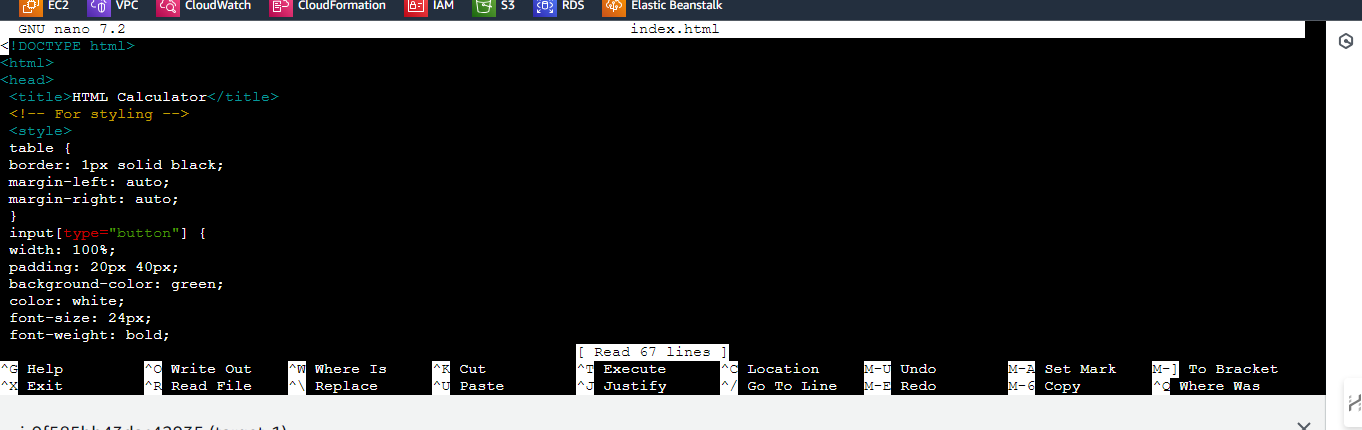 EC2 VPC CloudWatch CloudFormation IAM S3 RDS Elastic Beanstalk
GNU nano 7.2 index.html
<!DOCTYPE html>
<html>
<head>
<title>HTML Calculator</title>
<!-- For styling -->
<style>
table {
border: 1px solid black;
margin-left: auto;
margin-right: auto;
}
input[type="button"] {
width: 100%;
padding: 20px 40px;
background-color: green;
color: white;
font-size: 24px;
font-weight: bold;
[ Read 67 lines ]
^G Help ^O Write Out ^W Where Is ^K Cut ^T Execute ^C Location M-U Undo M-A Set Mark M-] To Bracket
^X Exit ^R Read File ^\ Replace ^U Paste ^J Justify ^/ Go To Line M-E Redo M-6 Copy ^Q Where Was